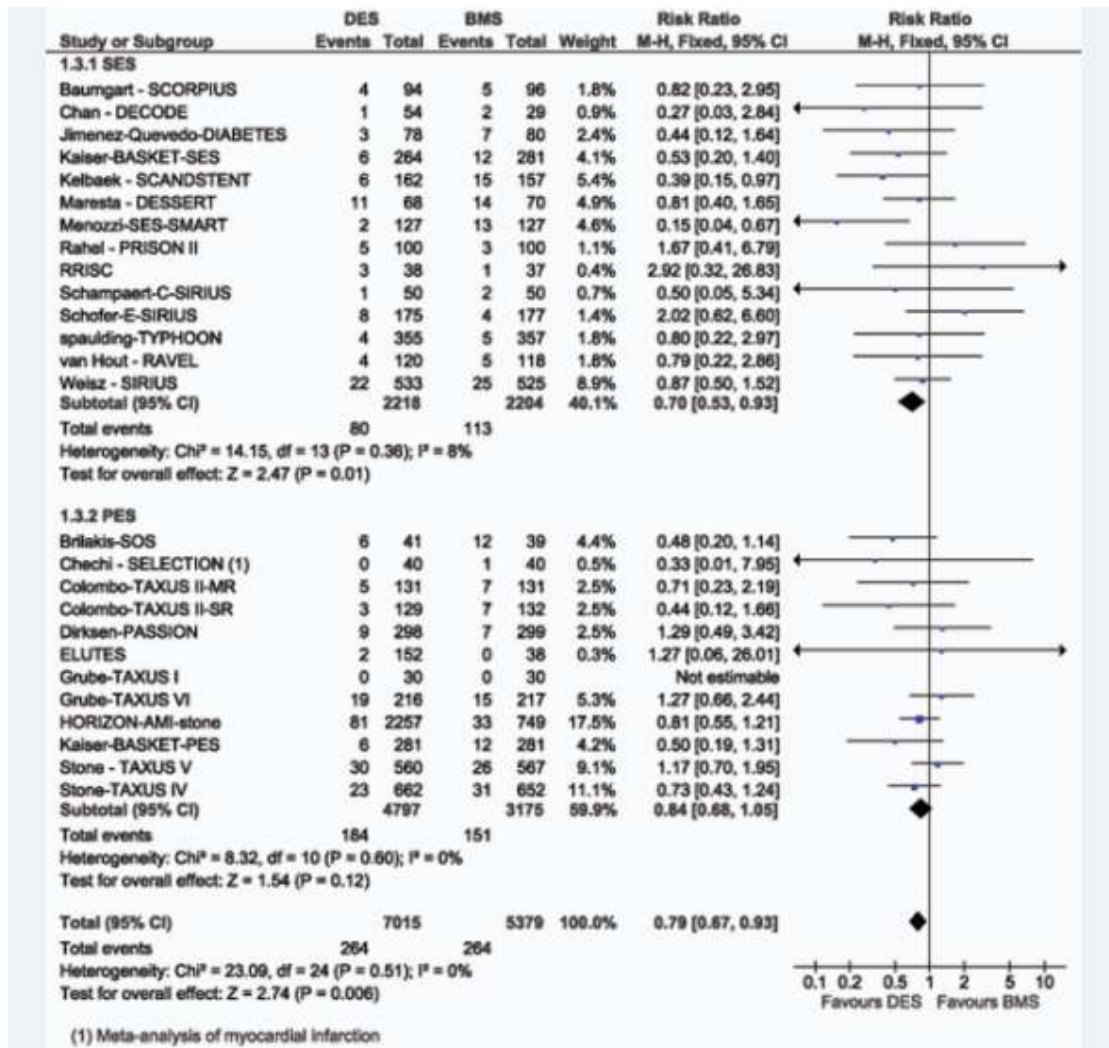 DES BMS Risk Ratio Risk Ratio
Study or Subgroup Events Total Events Total Weight M-H, Fixed, 95% CI M-H, Fixed, 95% CI
1.3.1 SES
Baumgart - SCORPIUS 4 94 5 96 1.8% 0.82 [0.23, 2.95]
Chan - DECODE 1 54 2 29 0.9% 0.27 [0.03, 2.84]
Jimenez-Quevedo-DIABETES 3 78 7 80 2.4% 0.44 [0.12, 1.64]
Kaiser-BASKET-SES 6 264 12 281 4.1% 0.53 [0.20, 1.40]
Kelbaek - SCANDSTENT 6 162 15 157 5.4% 0.39 [0.15, 0.97]
Maresta - DESSERT 11 68 14 70 4.9% 0.81 [0.40, 1.65]
Menozzi-SES-SMART 2 127 13 127 4.6% 0.15 [0.04, 0.67]
Rahel - PRISON II 5 100 3 100 1.1% 1.67 [0.41, 6.79]
RRISC 3 38 1 37 0.4% 2.92 [0.32, 26.83]
Schampaert-C-SIRIUS 1 50 2 50 0.7% 0.50 [0.05, 5.34]
Schofer-E-SIRIUS 8 175 4 177 1.4% 2.02 [0.62, 6.60]
spaulding-TYPHOON 4 355 5 357 1.8% 0.80 [0.22, 2.97]
van Hout - RAVEL 4 120 5 118 1.8% 0.79 [0.22, 2.86]
Weisz - SIRIUS 22 533 25 525 8.9% 0.87 [0.50, 1.52]
Subtotal (95% CI) 2218 2204 40.1% 0.70 [0.53, 0.93]
Total events 80 113
Heterogeneity: Chi² = 14.15, df = 13 (P = 0.36); I² = 8%
Test for overall effect: Z = 2.47 (P = 0.01)
1.3.2 PES
Brilakis-SOS 6 41 12 39 4.4% 0.48 [0.20, 1.14]
Chechi - SELECTION (1) 0 40 1 40 0.5% 0.33 [0.01, 7.95]
Colombo-TAXUS II-MR 5 131 7 131 2.5% 0.71 [0.23, 2.19]
Colombo-TAXUS II-SR 3 129 7 132 2.5% 0.44 [0.12, 1.66]
Dirksen-PASSION 9 298 7 299 2.5% 1.29 [0.49, 3.42]
ELUTES 2 152 0 38 0.3% 1.27 [0.06, 26.01]
Grube-TAXUS I 0 30 0 30 Not estimable
Grube-TAXUS VI 19 216 15 217 5.3% 1.27 [0.66, 2.44]
HORIZON-AMI-stone 81 2257 33 749 17.5% 0.81 [0.55, 1.21]
Kaiser-BASKET-PES 6 281 12 281 4.2% 0.50 [0.19, 1.31]
Stone - TAXUS V 30 560 26 567 9.1% 1.17 [0.70, 1.95]
Stone-TAXUS IV 23 662 31 652 11.1% 0.73 [0.43, 1.24]
Subtotal (95% CI) 4797 3175 59.9% 0.84 [0.68, 1.05]
Total events 184 151
Heterogeneity: Chi² = 8.32, df = 10 (P = 0.60); I² = 0%
Test for overall effect: Z = 1.54 (P = 0.12)
Total (95% CI) 7015 5379 100.0% 0.79 [0.67, 0.93]
Total events 264 264
Heterogeneity: Chi² = 23.09, df = 24 (P = 0.51); I² = 0%
Test for overall effect: Z = 2.74 (P = 0.006)
0.1 0.2 0.5 1 2 5 10
Favours DES Favours BMS
(1) Meta-analysis of myocardial infarction